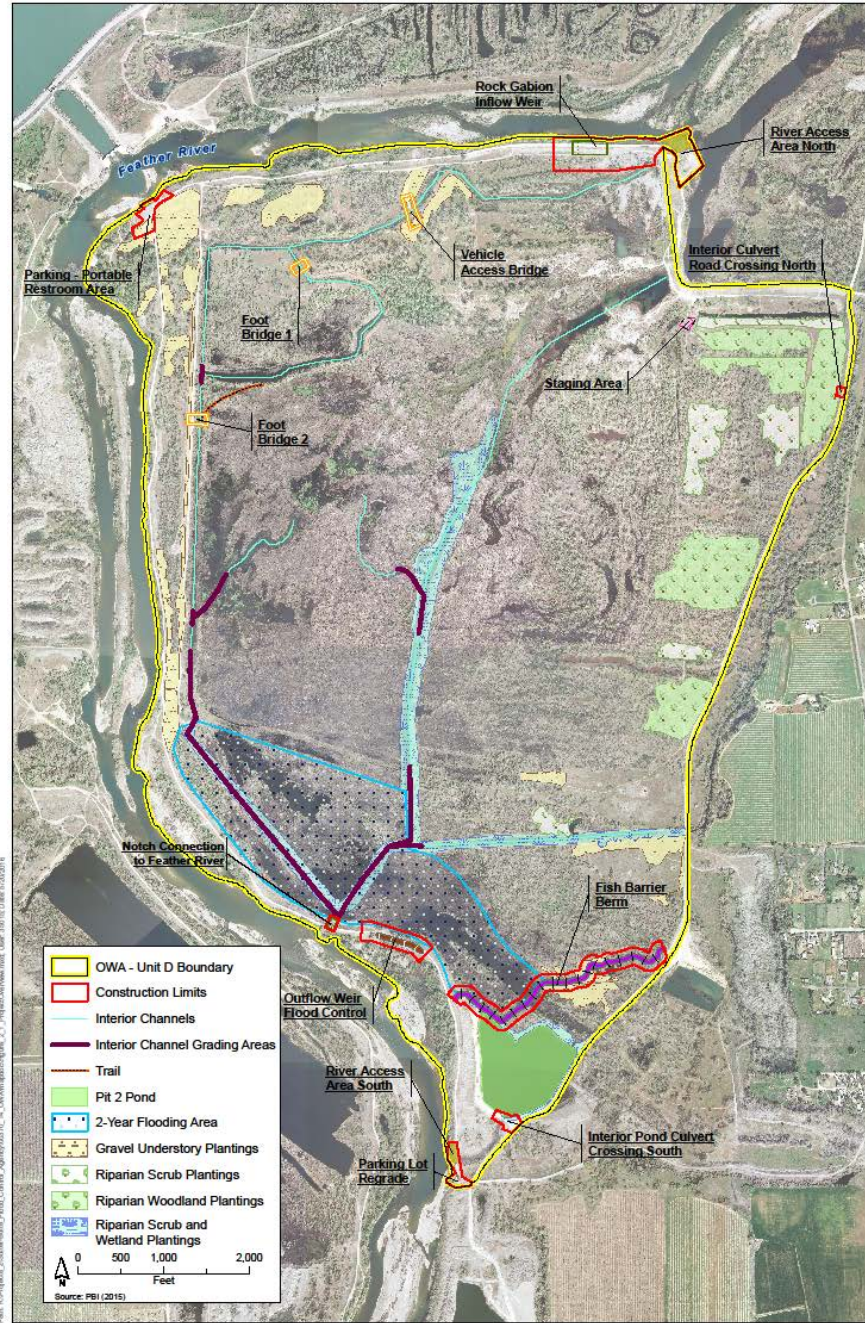 Rock Gabion
Inflow Weir
River Access
Area North
Feather River
Interior Culvert
Road Crossing North
Vehicle
Access Bridge
Parking - Portable
Restroom Area
Foot
Bridge 1
Staging Area
Foot
Bridge 2
Notch Connection
to Feather River
Fish Barrier
Berm
Outflow Weir
Flood Control
River Access
Area South
Interior Pond Culvert
Crossing South
Parking Lot
Regrade
OWA - Unit D Boundary
Construction Limits
Interior Channels
Interior Channel Grading Areas
Trail
Pit 2 Pond
2-Year Flooding Area
Gravel Understory Plantings
Riparian Scrub Plantings
Riparian Woodland Plantings
Riparian Scrub and
Wetland Plantings
0 500 1,000 2,000
Feet
N
Source: PBI (2015)